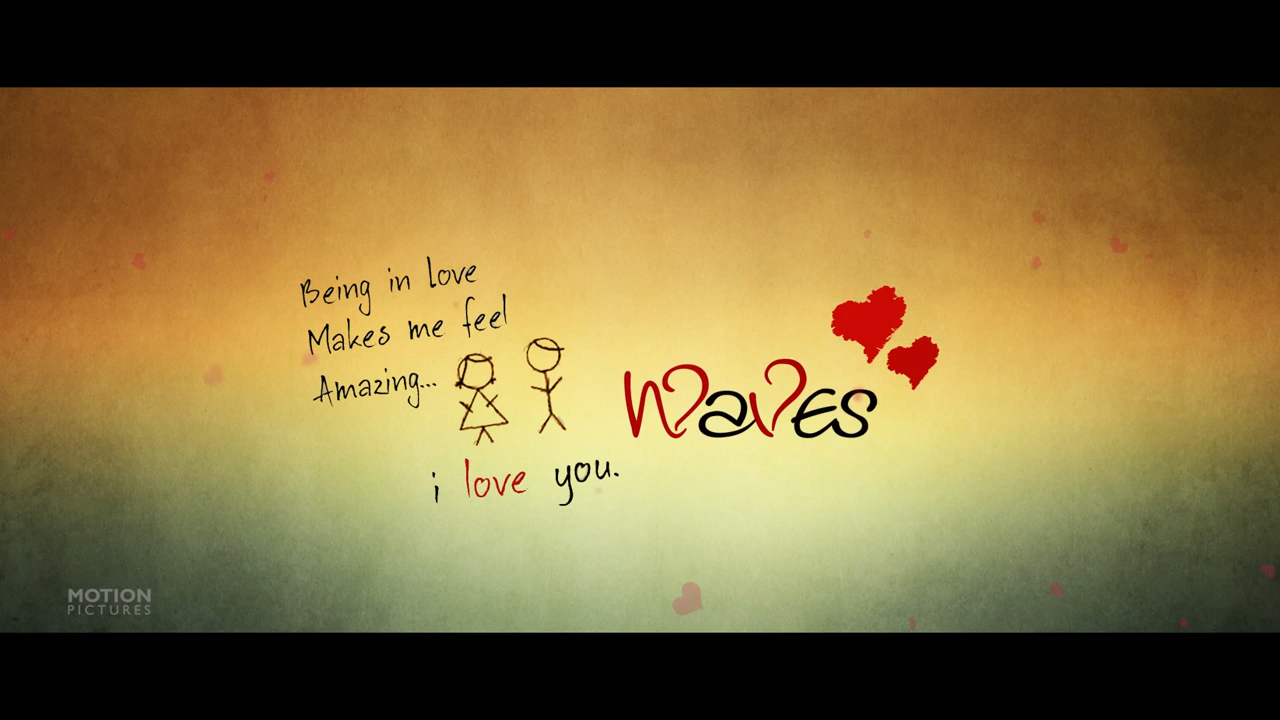 Being in love
Makes me feel
Amazing...
i love you.
WaVEs
MOTION
PICTURES